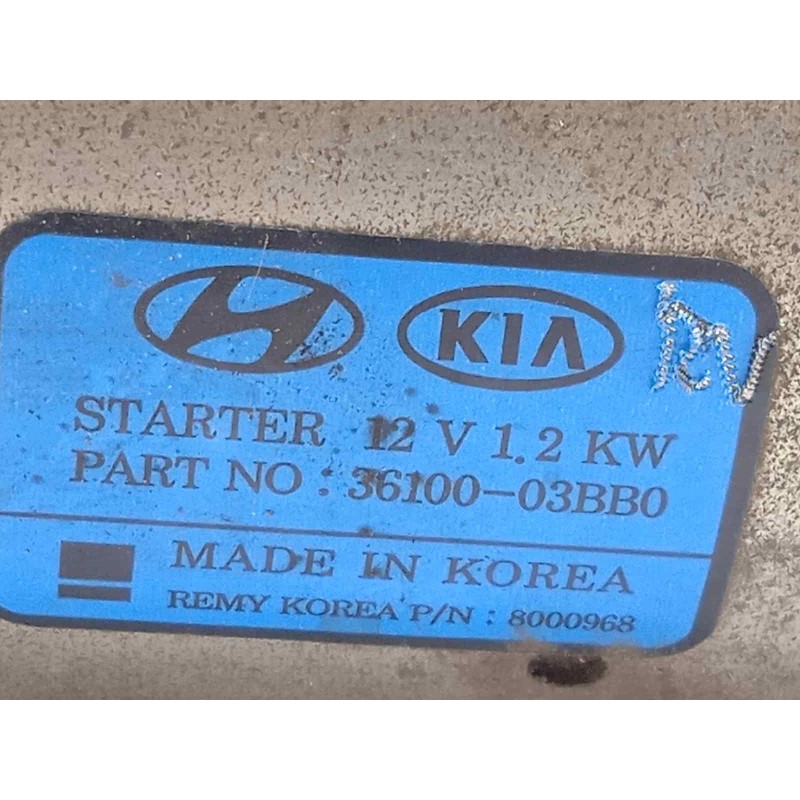 KIA
STARTER 12 V 1.2 KW
PART NO : 36100-03BB0
MADE IN KOREA
REMY KOREA P/N : 8000968